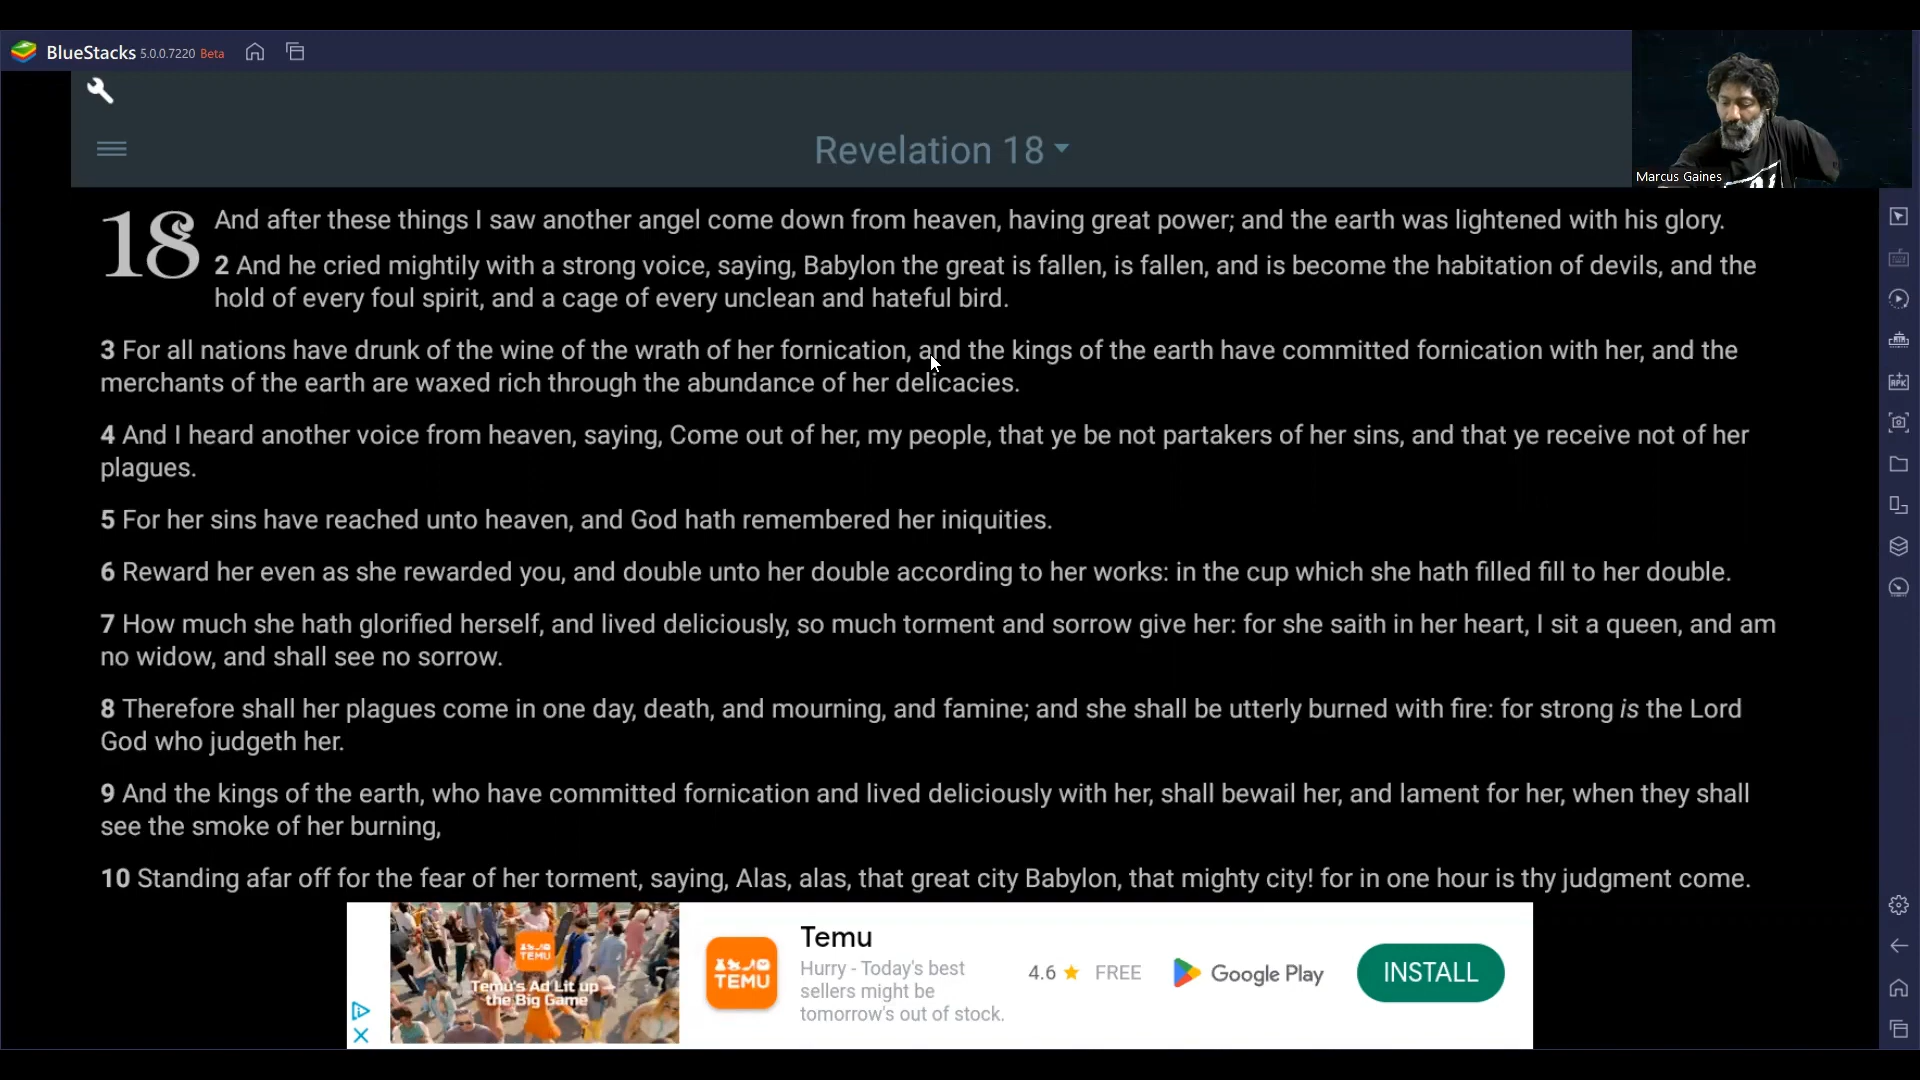 BlueStacks 5.0.0.7220 Beta
Marcus Gaines
Revelation 18
18 And after these things I saw another angel come down from heaven, having great power; and the earth was lightened with his glory.
2 And he cried mightily with a strong voice, saying, Babylon the great is fallen, is fallen, and is become the habitation of devils, and the
hold of every foul spirit, and a cage of every unclean and hateful bird.
3 For all nations have drunk of the wine of the wrath of her fornication, and the kings of the earth have committed fornication with her, and the
merchants of the earth are waxed rich through the abundance of her delicacies.
4 And I heard another voice from heaven, saying, Come out of her, my people, that ye be not partakers of her sins, and that ye receive not of her
plagues.
5 For her sins have reached unto heaven, and God hath remembered her iniquities.
6 Reward her even as she rewarded you, and double unto her double according to her works: in the cup which she hath filled fill to her double.
7 How much she hath glorified herself, and lived deliciously, so much torment and sorrow give her: for she saith in her heart, I sit a queen, and am
no widow, and shall see no sorrow.
8 Therefore shall her plagues come in one day, death, and mourning, and famine; and she shall be utterly burned with fire: for strong is the Lord
God who judgeth her.
9 And the kings of the earth, who have committed fornication and lived deliciously with her, shall bewail her, and lament for her, when they shall
see the smoke of her burning,
10 Standing afar off for the fear of her torment, saying, Alas, alas, that great city Babylon, that mighty city! for in one hour is thy judgment come.
TEMU
Temu's Ad Lit up
the Big Game
TEMU
Temu
Hurry - Today's best
sellers might be
tomorrow's out of stock.
4.6 ★ FREE
Google Play
INSTALL